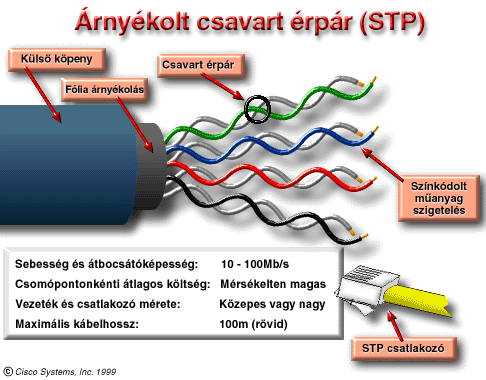 Árnyékolt csavart érpár (STP)
Külső köpeny
Csavart érpár
Fólia árnyékolás
Színkódolt
műanyag
szigetelés
Sebesség és átbocsátóképesség: 10 - 100Mb/s
Csomópontonkénti átlagos költség: Mérsékelten magas
Vezeték és csatlakozó mérete: Közepes vagy nagy
Maximális kábelhossz: 100m (rövid)
STP csatlakozó
© Cisco Systems, Inc. 1999